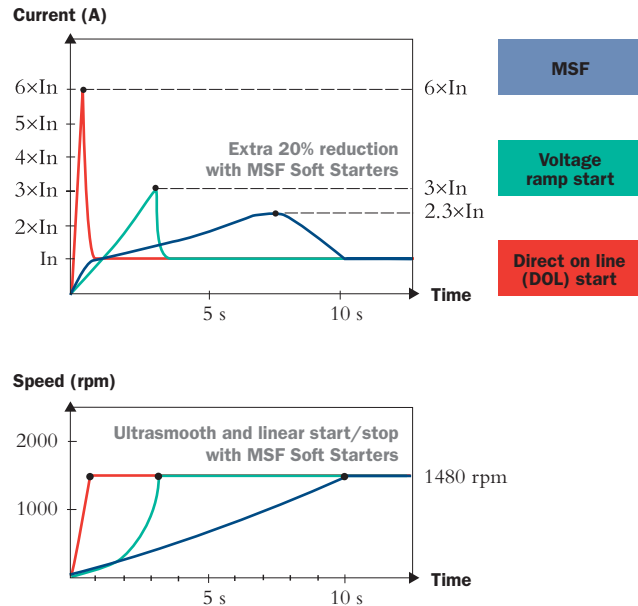 Current (A)
6×In
5×In
4×In
3×In
2×In
In
Extra 20% reduction
with MSF Soft Starters
6×In
3×In
2.3×In
5 s
10 s
Time
MSF
Voltage
ramp start
Direct on line
(DOL) start
Speed (rpm)
2000
1000
Ultrasmooth and linear start/stop
with MSF Soft Starters
1480 rpm
5 s
10 s
Time